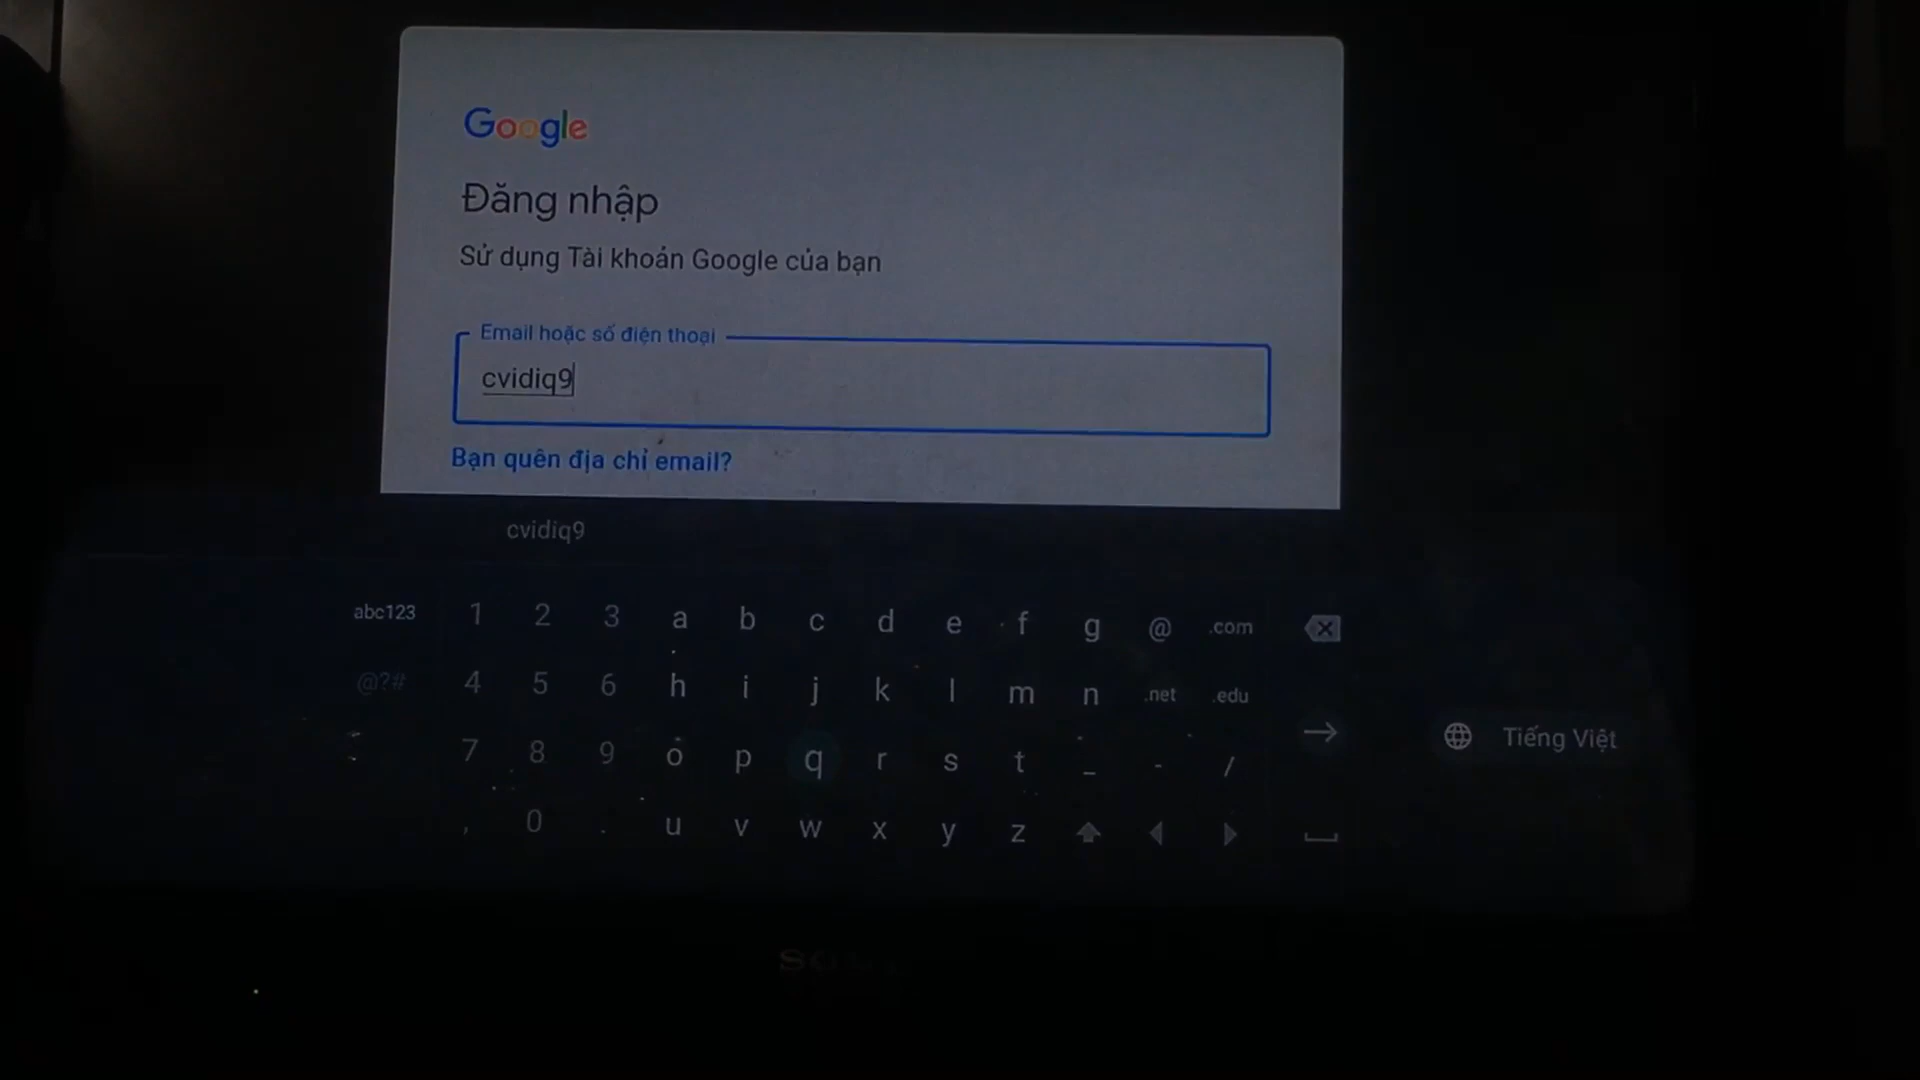 Google
Đăng nhập
Sử dụng Tài khoản Google của bạn
Email hoặc số điện thoại
cvidiq9
Bạn quên địa chỉ email?
cvidiq9
abc123 1 2 3 a b c d e f g @ .com
@?# 4 5 6 h i j k l m n .net .edu
7 8 9 o p q r s t _ - /
Tiếng Việt
, 0 . u v w x y z